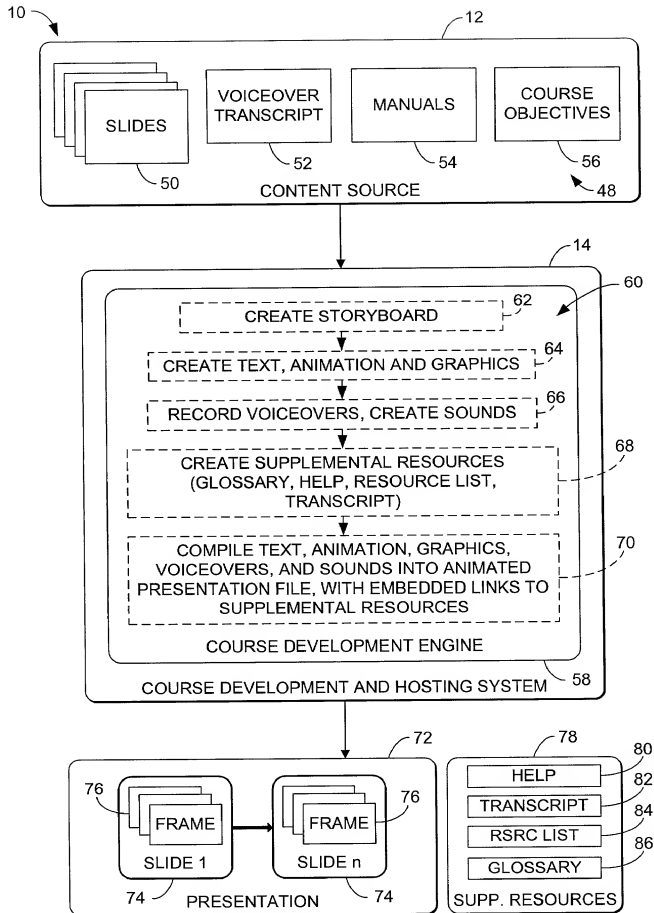 10
12
SLIDES
VOICEOVER
TRANSCRIPT
MANUALS
COURSE
OBJECTIVES
50
52
54
56
48
CONTENT SOURCE
14
60
62
CREATE STORYBOARD
64
CREATE TEXT, ANIMATION AND GRAPHICS
66
RECORD VOICEOVERS, CREATE SOUNDS
68
CREATE SUPPLEMENTAL RESOURCES
(GLOSSARY, HELP, RESOURCE LIST,
TRANSCRIPT)
70
COMPILE TEXT, ANIMATION, GRAPHICS,
VOICEOVERS, AND SOUNDS INTO ANIMATED
PRESENTATION FILE, WITH EMBEDDED LINKS TO
SUPPLEMENTAL RESOURCES
COURSE DEVELOPMENT ENGINE
58
COURSE DEVELOPMENT AND HOSTING SYSTEM
72
76
FRAME
SLIDE 1
74
76
FRAME
SLIDE n
74
PRESENTATION
78
80
HELP
82
TRANSCRIPT
84
RSRC LIST
86
GLOSSARY
SUPP. RESOURCES